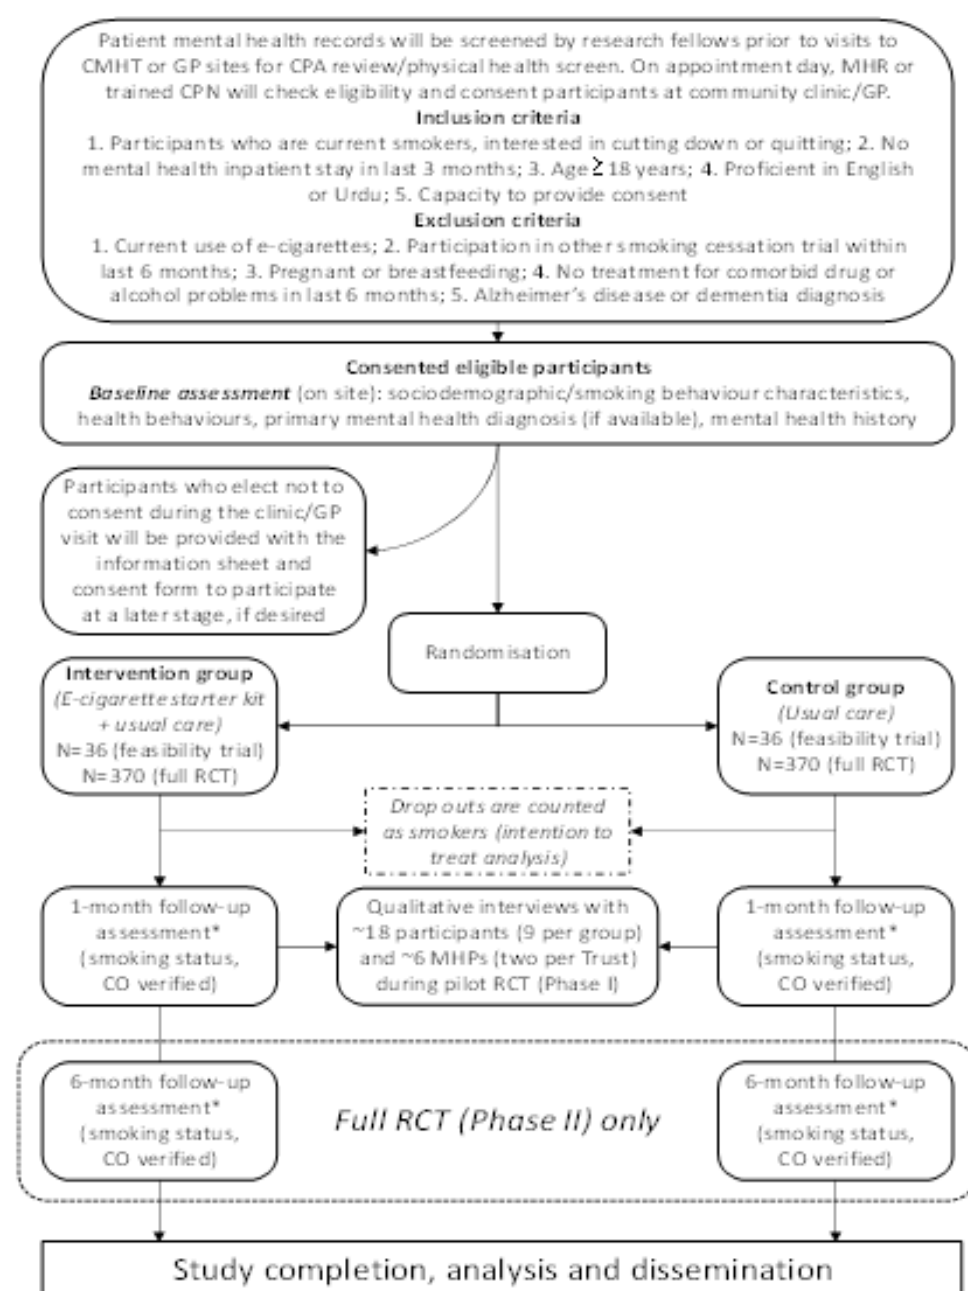 Patient mental health records will be screened by research fellows prior to visits to
CMHT or GP sites for CPA review/physical health screen. On appointment day, MHR or
trained CPN will check eligibility and consent participants at community clinic/GP.
Inclusion criteria
1. Participants who are current smokers, interested in cutting down or quitting; 2. No
mental health inpatient stay in last 3 months; 3. Age ≥ 18 years; 4. Proficient in English
or Urdu; 5. Capacity to provide consent
Exclusion criteria
1. Current use of e-cigarettes; 2. Participation in other smoking cessation trial within
last 6 months; 3. Pregnant or breastfeeding; 4. No treatment for comorbid drug or
alcohol problems in last 6 months; 5. Alzheimer's disease or dementia diagnosis
Consented eligible participants
Baseline assessment (on site): sociodemographic/smoking behaviour characteristics,
health behaviours, primary mental health diagnosis (if available), mental health history
Participants who elect not to
consent during the clinic/GP
visit will be provided with the
information sheet and
consent form to participate
at a later stage, if desired
Randomisation
Intervention group
(E-cigarette starter kit
+ usual care)
N=36 (feasibility trial)
N=370 (full RCT)
Control group
(Usual care)
N=36 (feasibility trial)
N=370 (full RCT)
Drop outs are counted
as smokers (intention to
treat analysis)
1-month follow-up
assessment*
(smoking status,
CO verified)
Qualitative interviews with
~18 participants (9 per group)
and ~6 MHPs (two per Trust)
during pilot RCT (Phase I)
1-month follow-up
assessment*
(smoking status,
CO verified)
6-month follow-up
assessment*
(smoking status,
CO verified)
Full RCT (Phase II) only
6-month follow-up
assessment*
(smoking status,
CO verified)
Study completion, analysis and dissemination